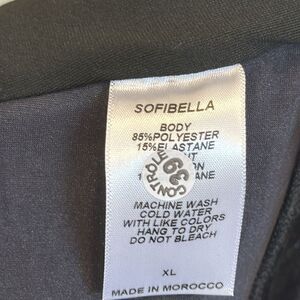 SOFIBELLA
BODY
85%POLYESTER
15%ELASTANE
CONTROLE
39
MACHINE WASH
COLD WATER
WITH LIKE COLORS
HANG TO DRY
DO NOT BLEACH
XL
MADE IN MOROCCO